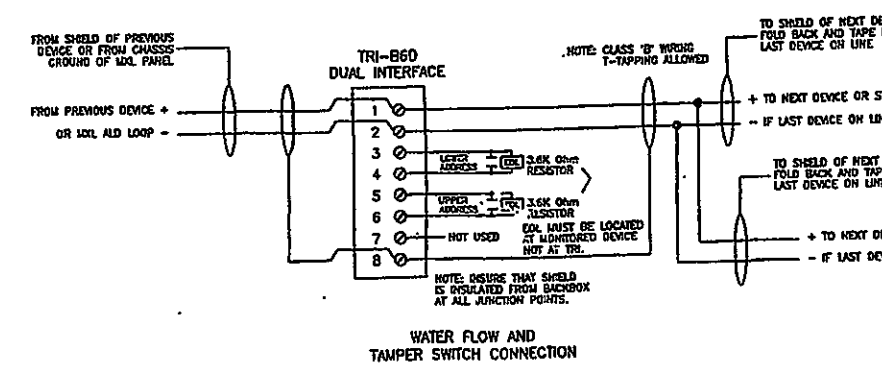 FROM SHIELD OF PREVIOUS
DEVICE OR FROM CHASSIS
GROUND OF MXL PANEL
TRI-B6D
DUAL INTERFACE
NOTE: CLASS "B" WIRING
T-TAPPING ALLOWED
TO SHIELD OF NEXT DE
FOLD BACK AND TAPE
LAST DEVICE ON LINE
FROM PREVIOUS DEVICE +
OR MXL ALD LOOP -
1
2
3
4
5
6
7
8
LOWER
ADDRESS
EOL
3.6K Ohm
RESISTOR
UPPER
ADDRESS
EOL
3.6K Ohm
RESISTOR
NOT USED
EOL MUST BE LOCATED
AT MONITORED DEVICE
NOT AT TRI.
+ TO NEXT DEVICE OR S
- IF LAST DEVICE ON LIN
TO SHIELD OF NEXT
FOLD BACK AND TAP
LAST DEVICE ON LINE
+ TO NEXT DE
- IF LAST DEV
NOTE: INSURE THAT SHIELD
IS INSULATED FROM BACKBOX
AT ALL JUNCTION POINTS.
WATER FLOW AND
TAMPER SWITCH CONNECTION